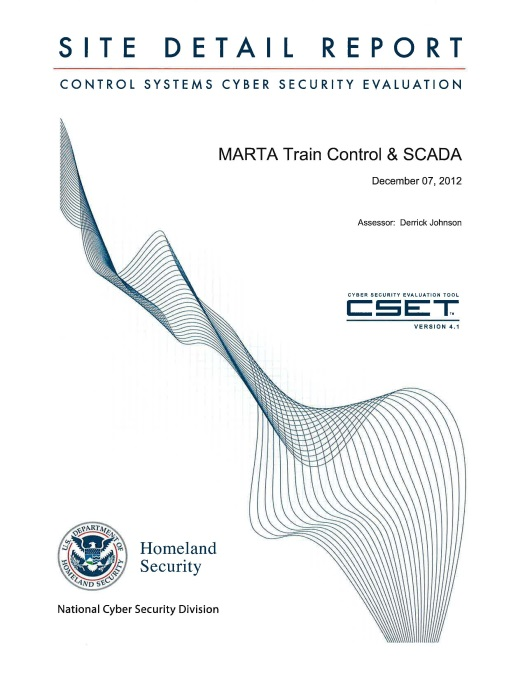 SITE DETAIL REPORT
CONTROL SYSTEMS CYBER SECURITY EVALUATION
MARTA Train Control & SCADA
December 07, 2012
Assessor: Derrick Johnson
CYBER SECURITY EVALUATION TOOL
CSET™
VERSION 4.1
U.S. DEPARTMENT OF HOMELAND SECURITY
Homeland
Security
National Cyber Security Division